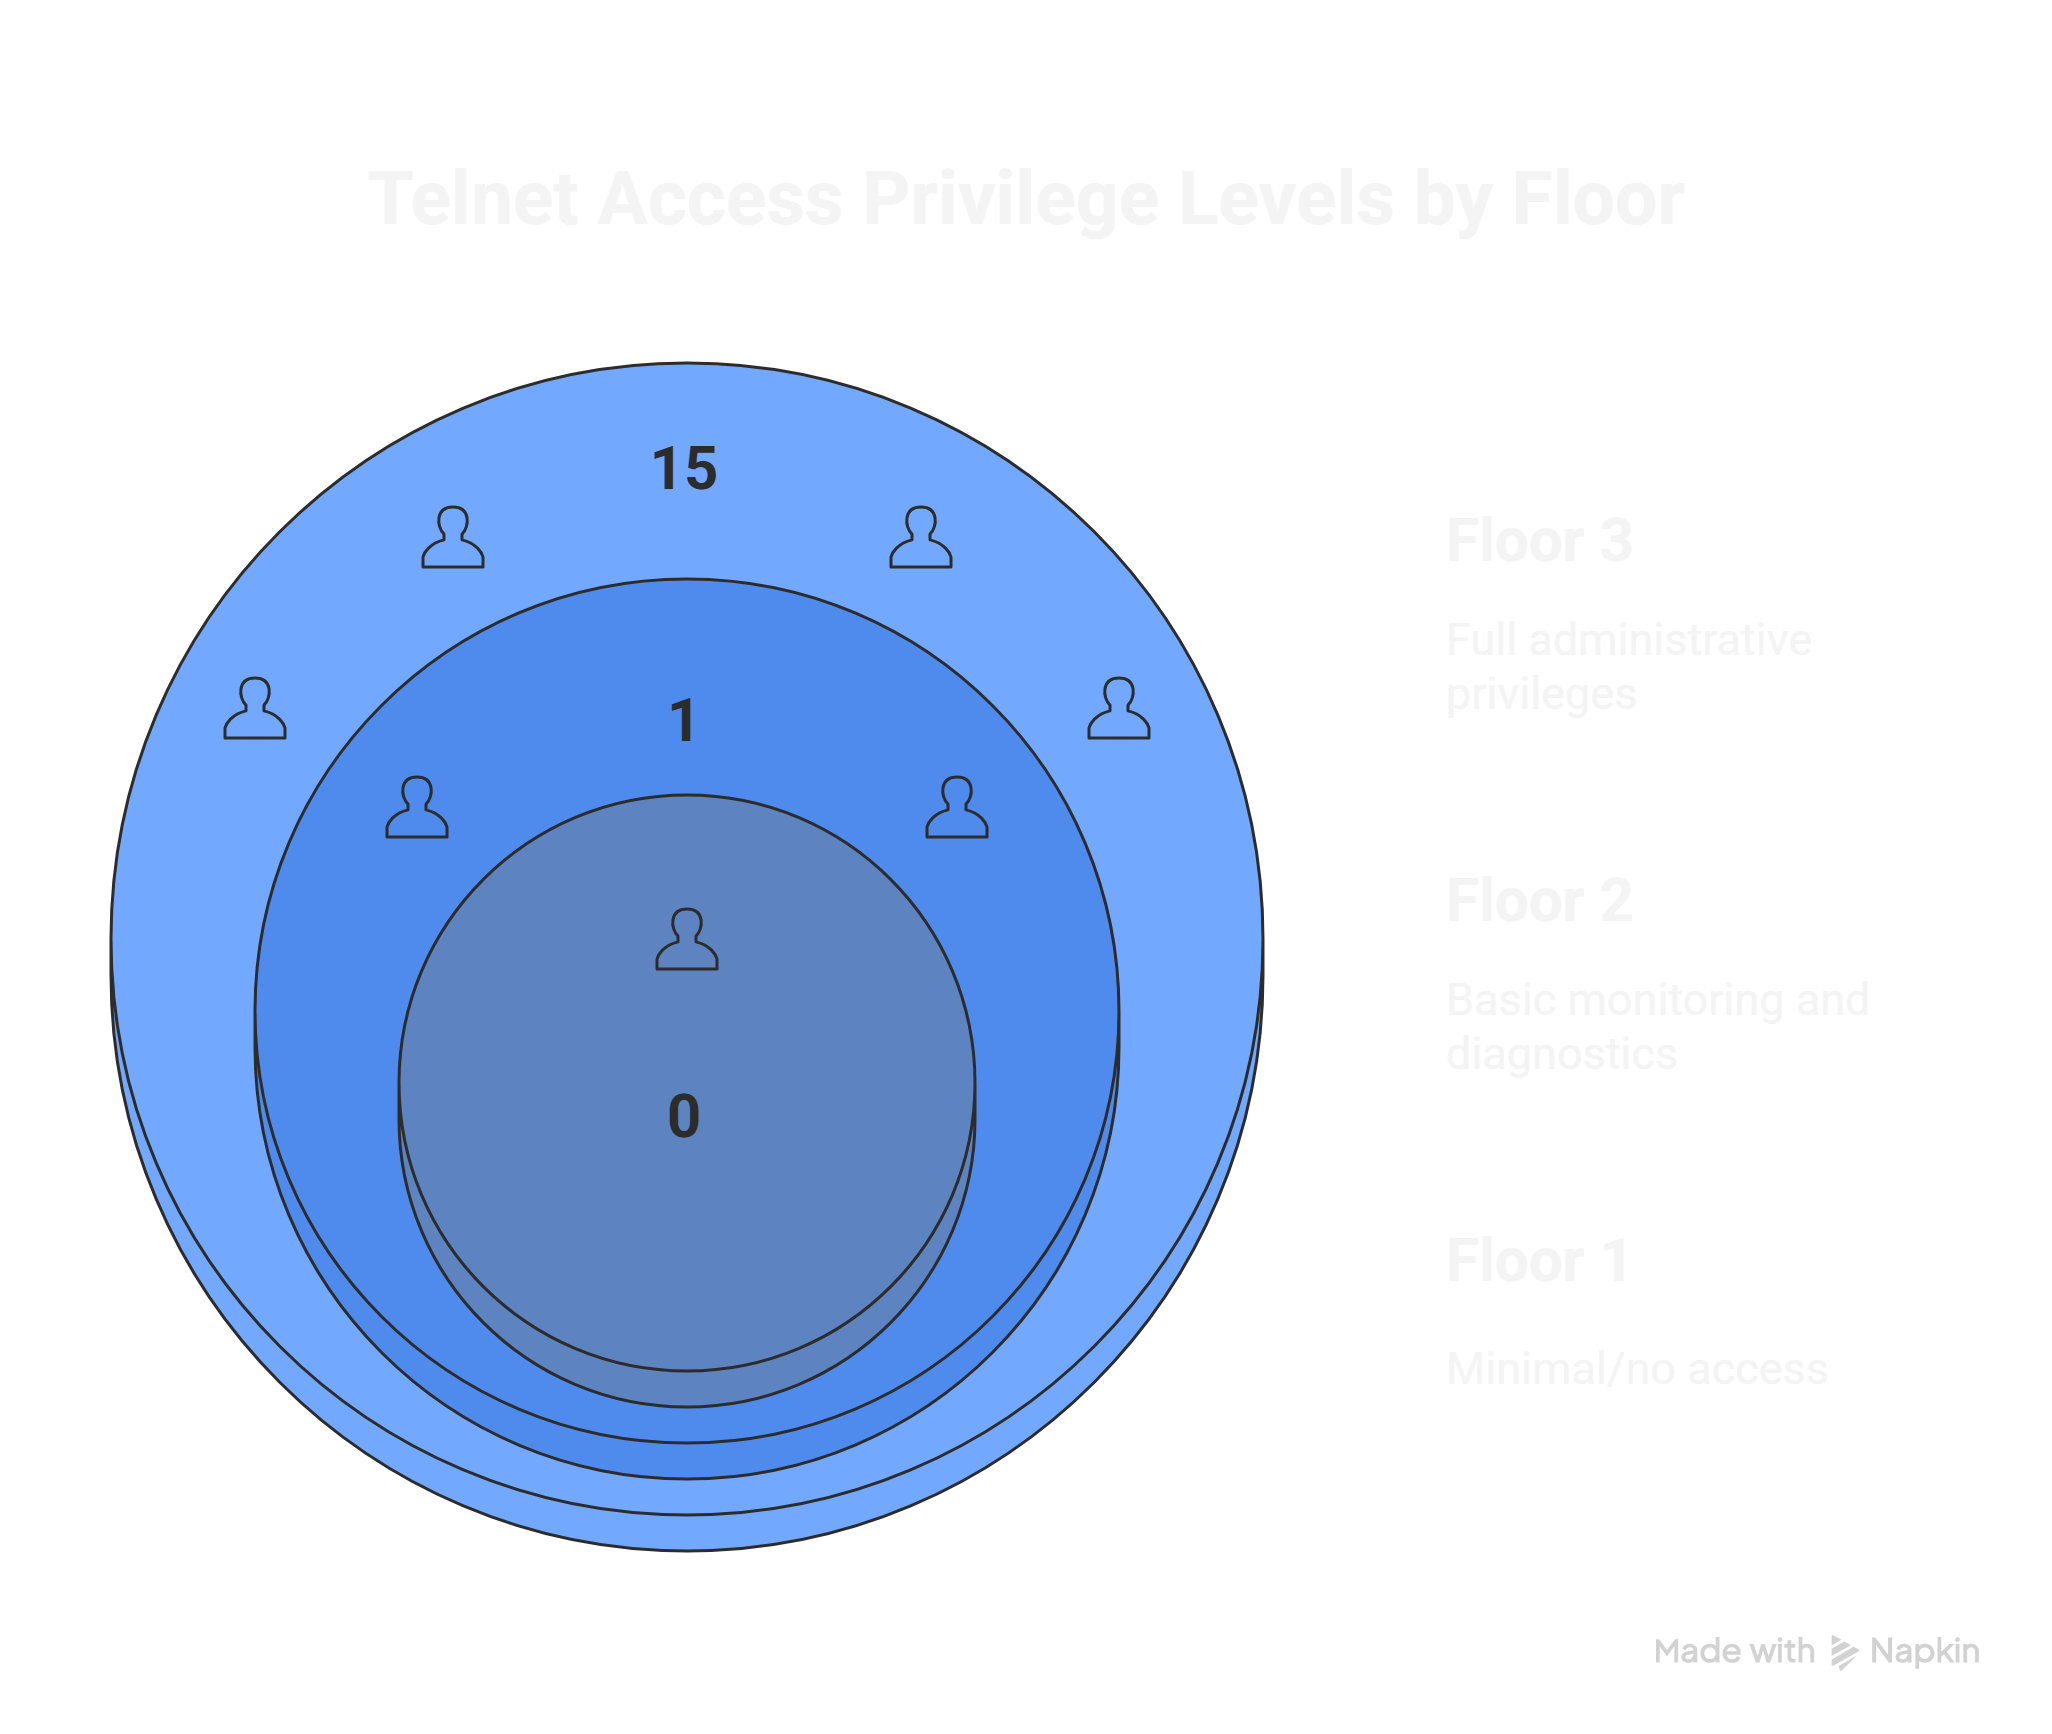 Telnet Access Privilege Levels by Floor
15
1
0
Floor 3
Full administrative
privileges
Floor 2
Basic monitoring and
diagnostics
Floor 1
Minimal/no access
Made with Napkin